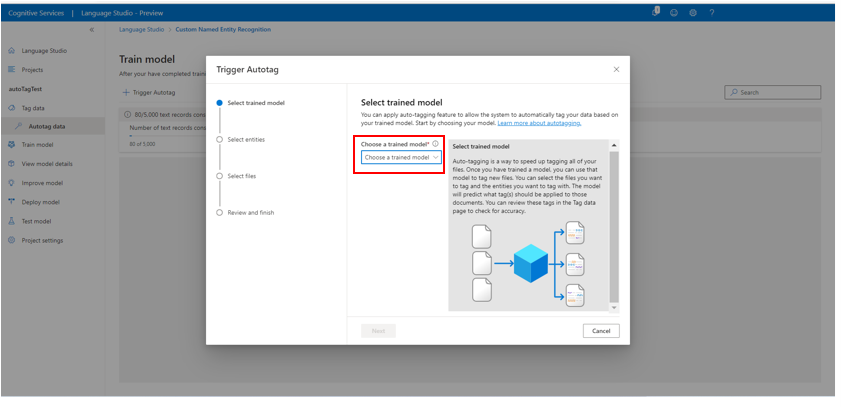 Cognitive Services | Language Studio - Preview
1
?
Language Studio > Custom Named Entity Recognition
Language Studio
Projects
autoTagTest
Tag data
Autotag data
Train model
View model details
Improve model
Deploy model
Test model
Project settings
Train model
After your have completed train
+ Trigger Autotag
Search
80/5,000 text records cons
Number of text records cons
80 of 5,000
Trigger Autotag
Select trained model
Select entities
Select files
Review and finish
Select trained model
You can apply auto-tagging feature to allow the system to automatically tag your data based on
your trained model. Start by choosing your model. Learn more about autotagging.
Choose a trained model*
Choose a trained model
Select trained model
Auto-tagging is a way to speed up tagging all of your
files. Once you have trained a model, you can use that
model to tag new files. You can select the files you want
to tag and the entities you want to tag with. The model
will predict what tag(s) should be applied to those
documents. You can review these tags in the Tag data
page to check for accuracy.
Next
Cancel